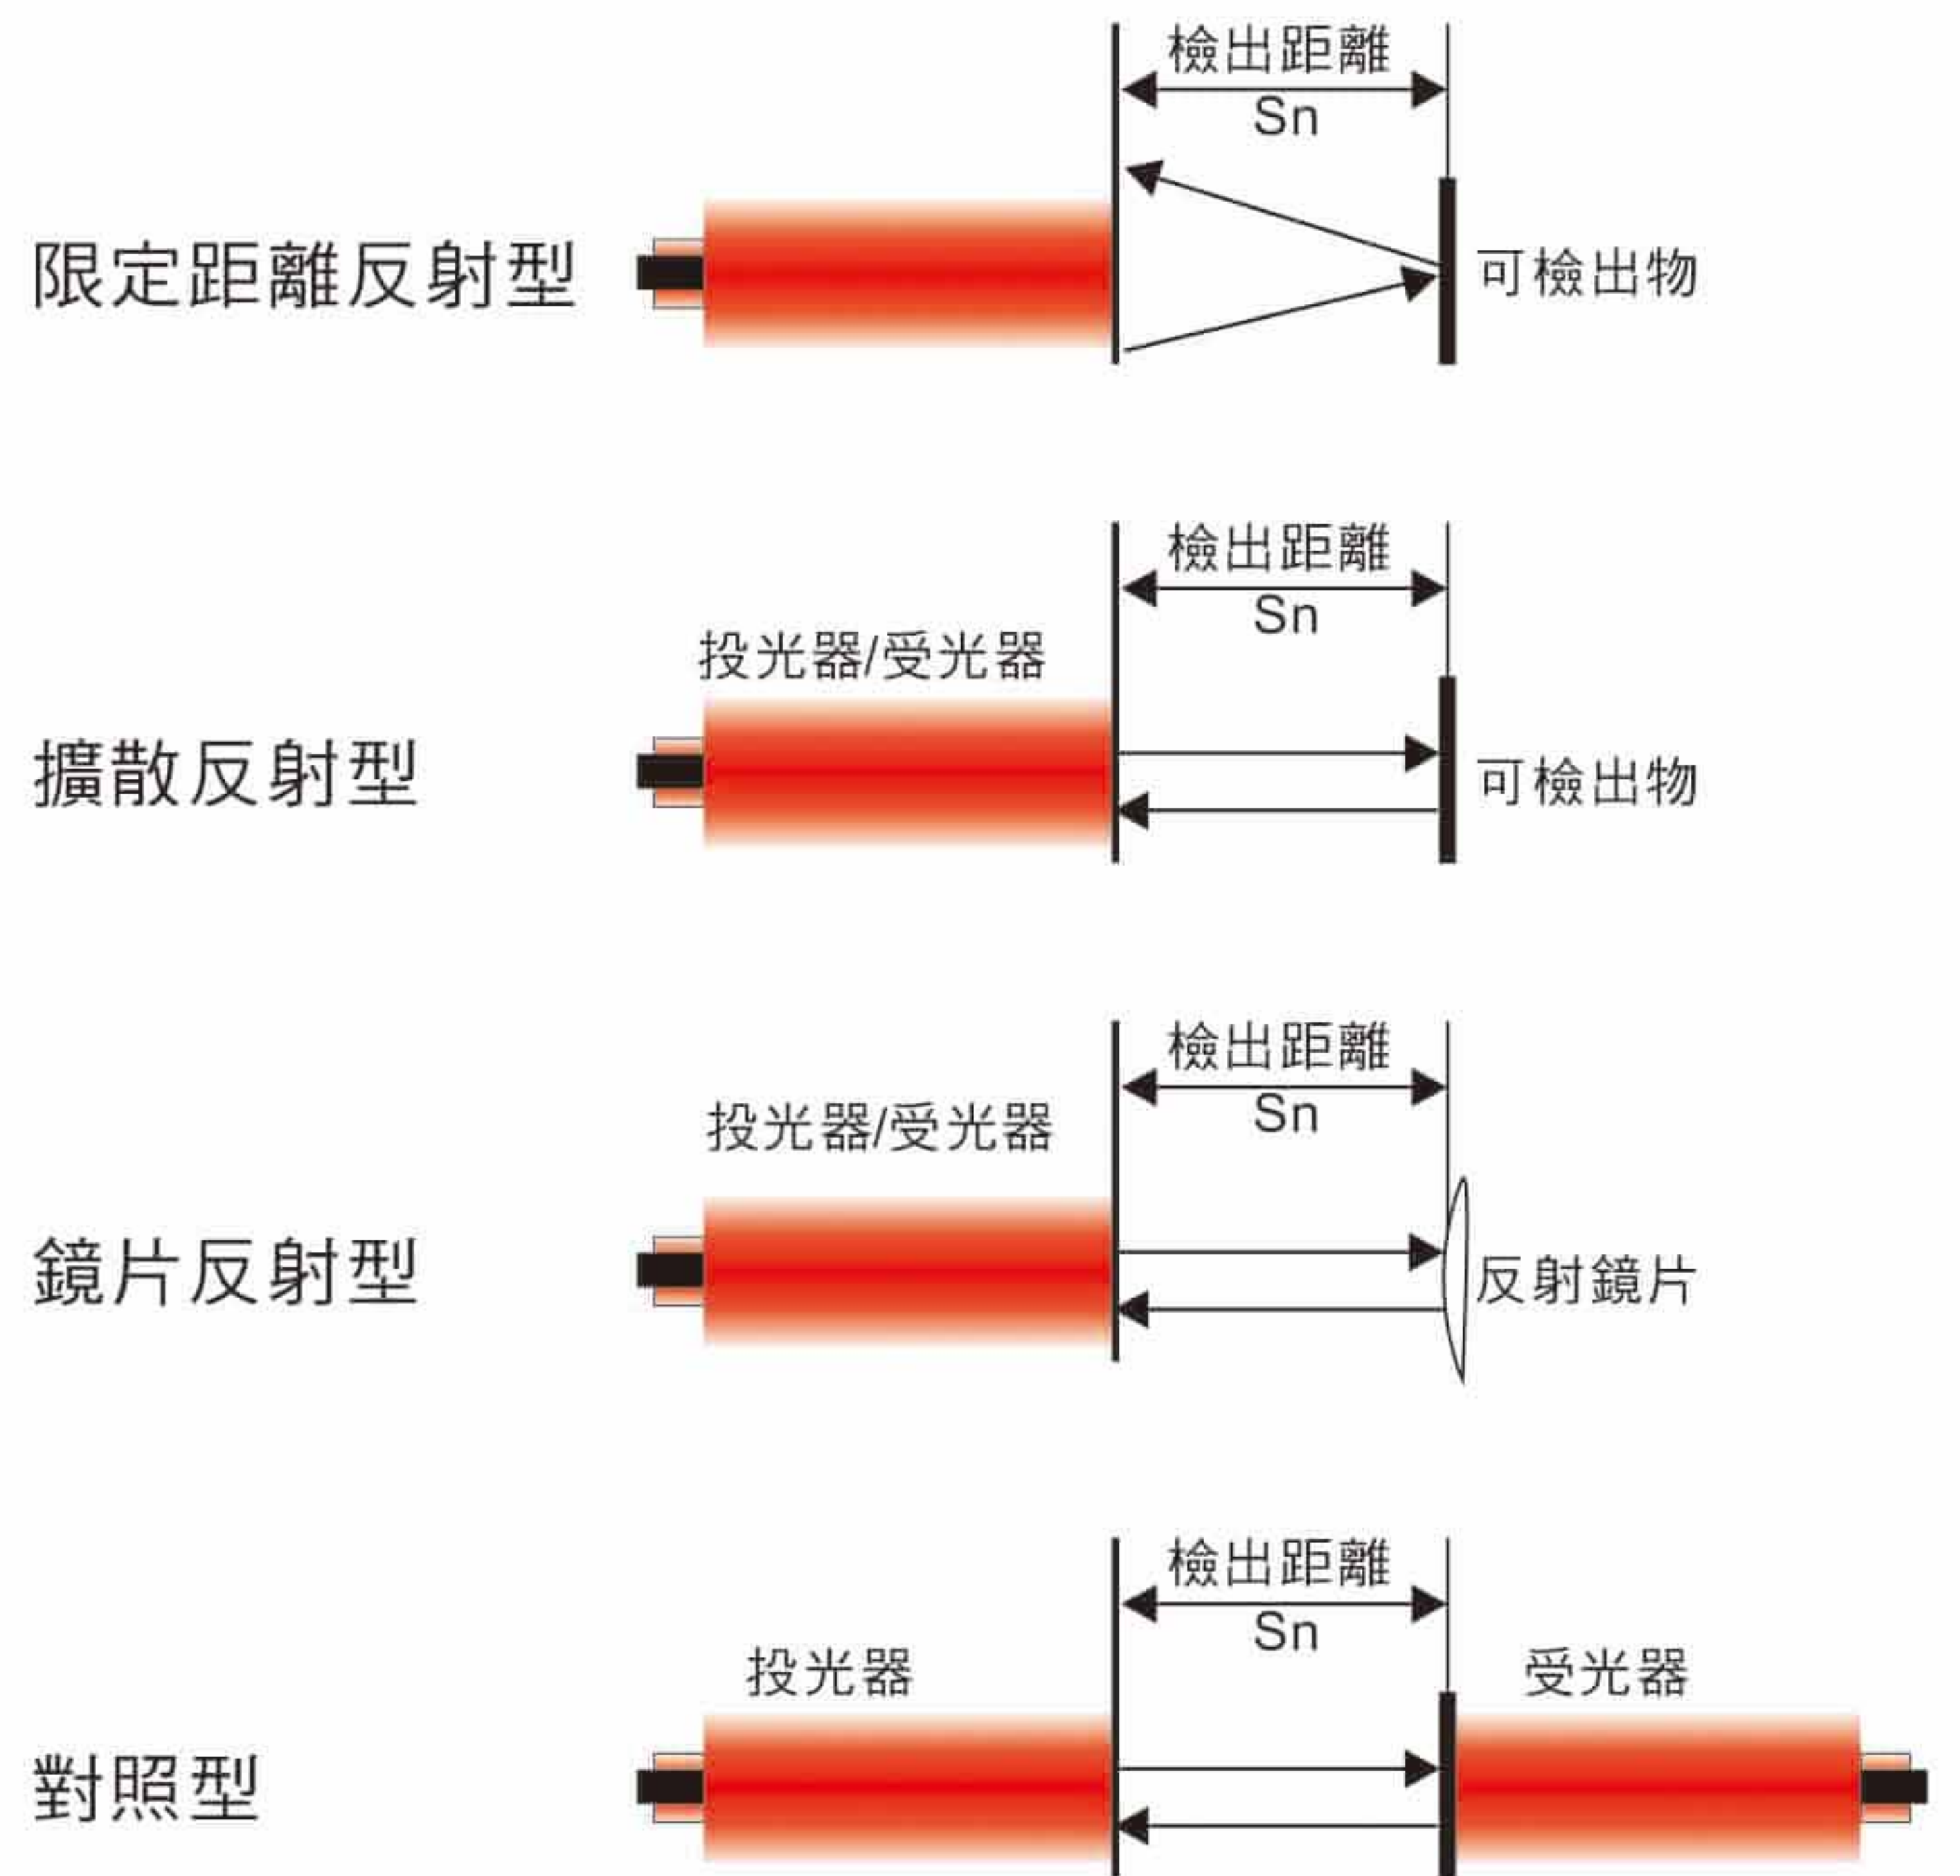 檢出距離
Sn
限定距離反射型
可檢出物
檢出距離
Sn
投光器/受光器
擴散反射型
可檢出物
檢出距離
Sn
投光器/受光器
鏡片反射型
反射鏡片
檢出距離
Sn
投光器
受光器
對照型